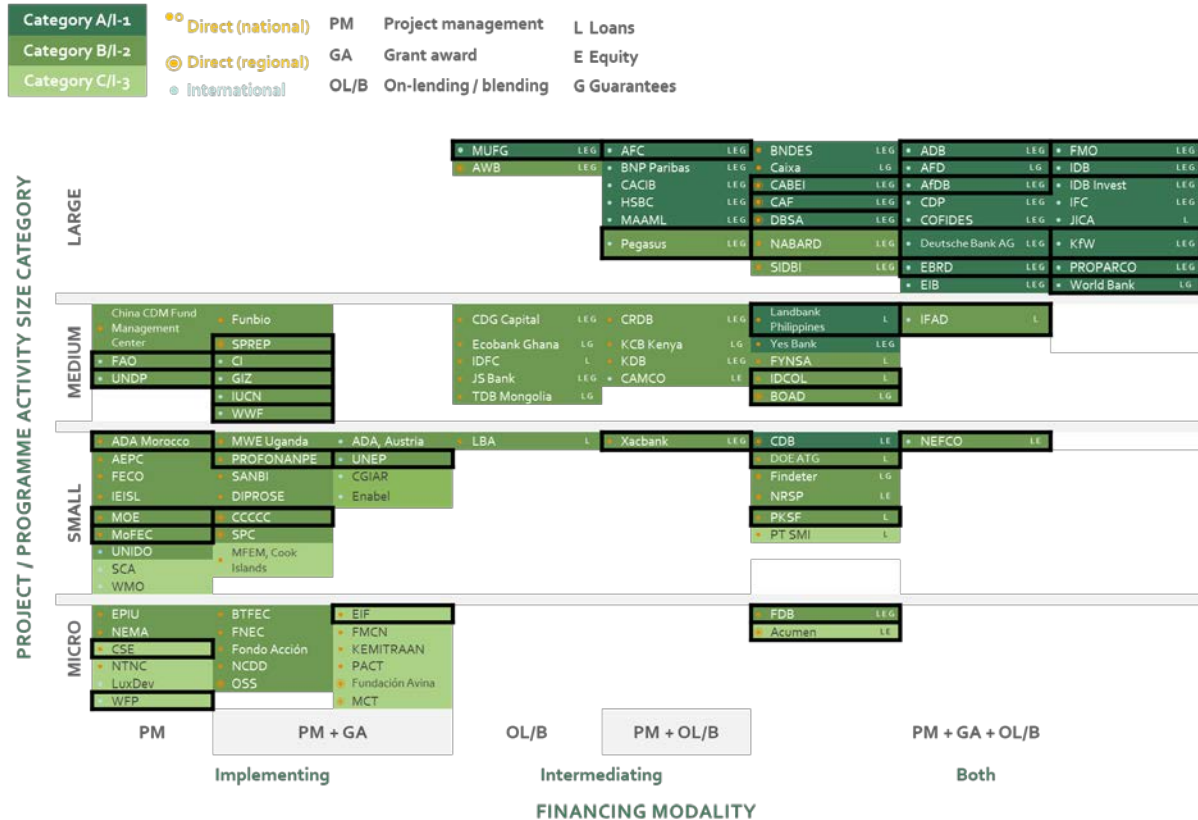 Category A/I-1
Category B/I-2
Category C/I-3
Direct (national)
Direct (regional)
International
PM Project management
GA Grant award
OL/B On-lending / blending
L Loans
E Equity
G Guarantees
PROJECT / PROGRAMME ACTIVITY SIZE CATEGORY
LARGE
MUFG LEG
AWB LEG
AFC LEG
BNP Paribas LEG
CACIB LEG
HSBC LEG
MAAML LEG
Pegasus LEG
BNDES LEG
Caixa LG
CABEI LEG
CAF LEG
DBSA LEG
NABARD LEG
SIDBI LEG
ADB LEG
AFD LG
AfDB LEG
CDP LEG
COFIDES LEG
Deutsche Bank AG LEG
EBRD LEG
EIB LEG
FMO LEG
IDB LEG
IDB Invest LEG
IFC LEG
JICA L
KfW LEG
PROPARCO LEG
World Bank LG
MEDIUM
China CDM Fund
Management
Center
FAO
UNDP
Funbio
SPREP
CI
GIZ
IUCN
WWF
CDG Capital LEG
Ecobank Ghana LG
IDFC L
JS Bank LEG
TDB Mongolia LG
CRDB LEG
KCB Kenya LG
KDB LEG
CAMCO LE
Landbank
Philippines L
Yes Bank LEG
FYNSA L
IDCOL L
BOAD LG
IFAD L
SMALL
ADA Morocco
AEPC
FECO
IEISL
MOE
MoFEC
UNIDO
SCA
WMO
MWE Uganda
PROFONANPE
SANBI
DIPROSE
CCCCC
SPC
MFEM, Cook
Islands
ADA, Austria
UNEP
CGIAR
Enabel
LBA L
Xacbank LEG
CDB LE
DOE ATG L
Findeter LG
NRSP LE
PKSF L
PT SMI L
NEFCO LE
MICRO
EPIU
NEMA
CSE
NTNC
LuxDev
WFP
BTFEC
FNEC
Fondo Acción
NCDD
OSS
EIF
FMCN
KEMITRAAN
PACT
Fundación Avina
MCT
FDB LEG
Acumen LE
PM
PM + GA
OL/B
PM + OL/B
PM + GA + OL/B
Implementing
Intermediating
Both
FINANCING MODALITY